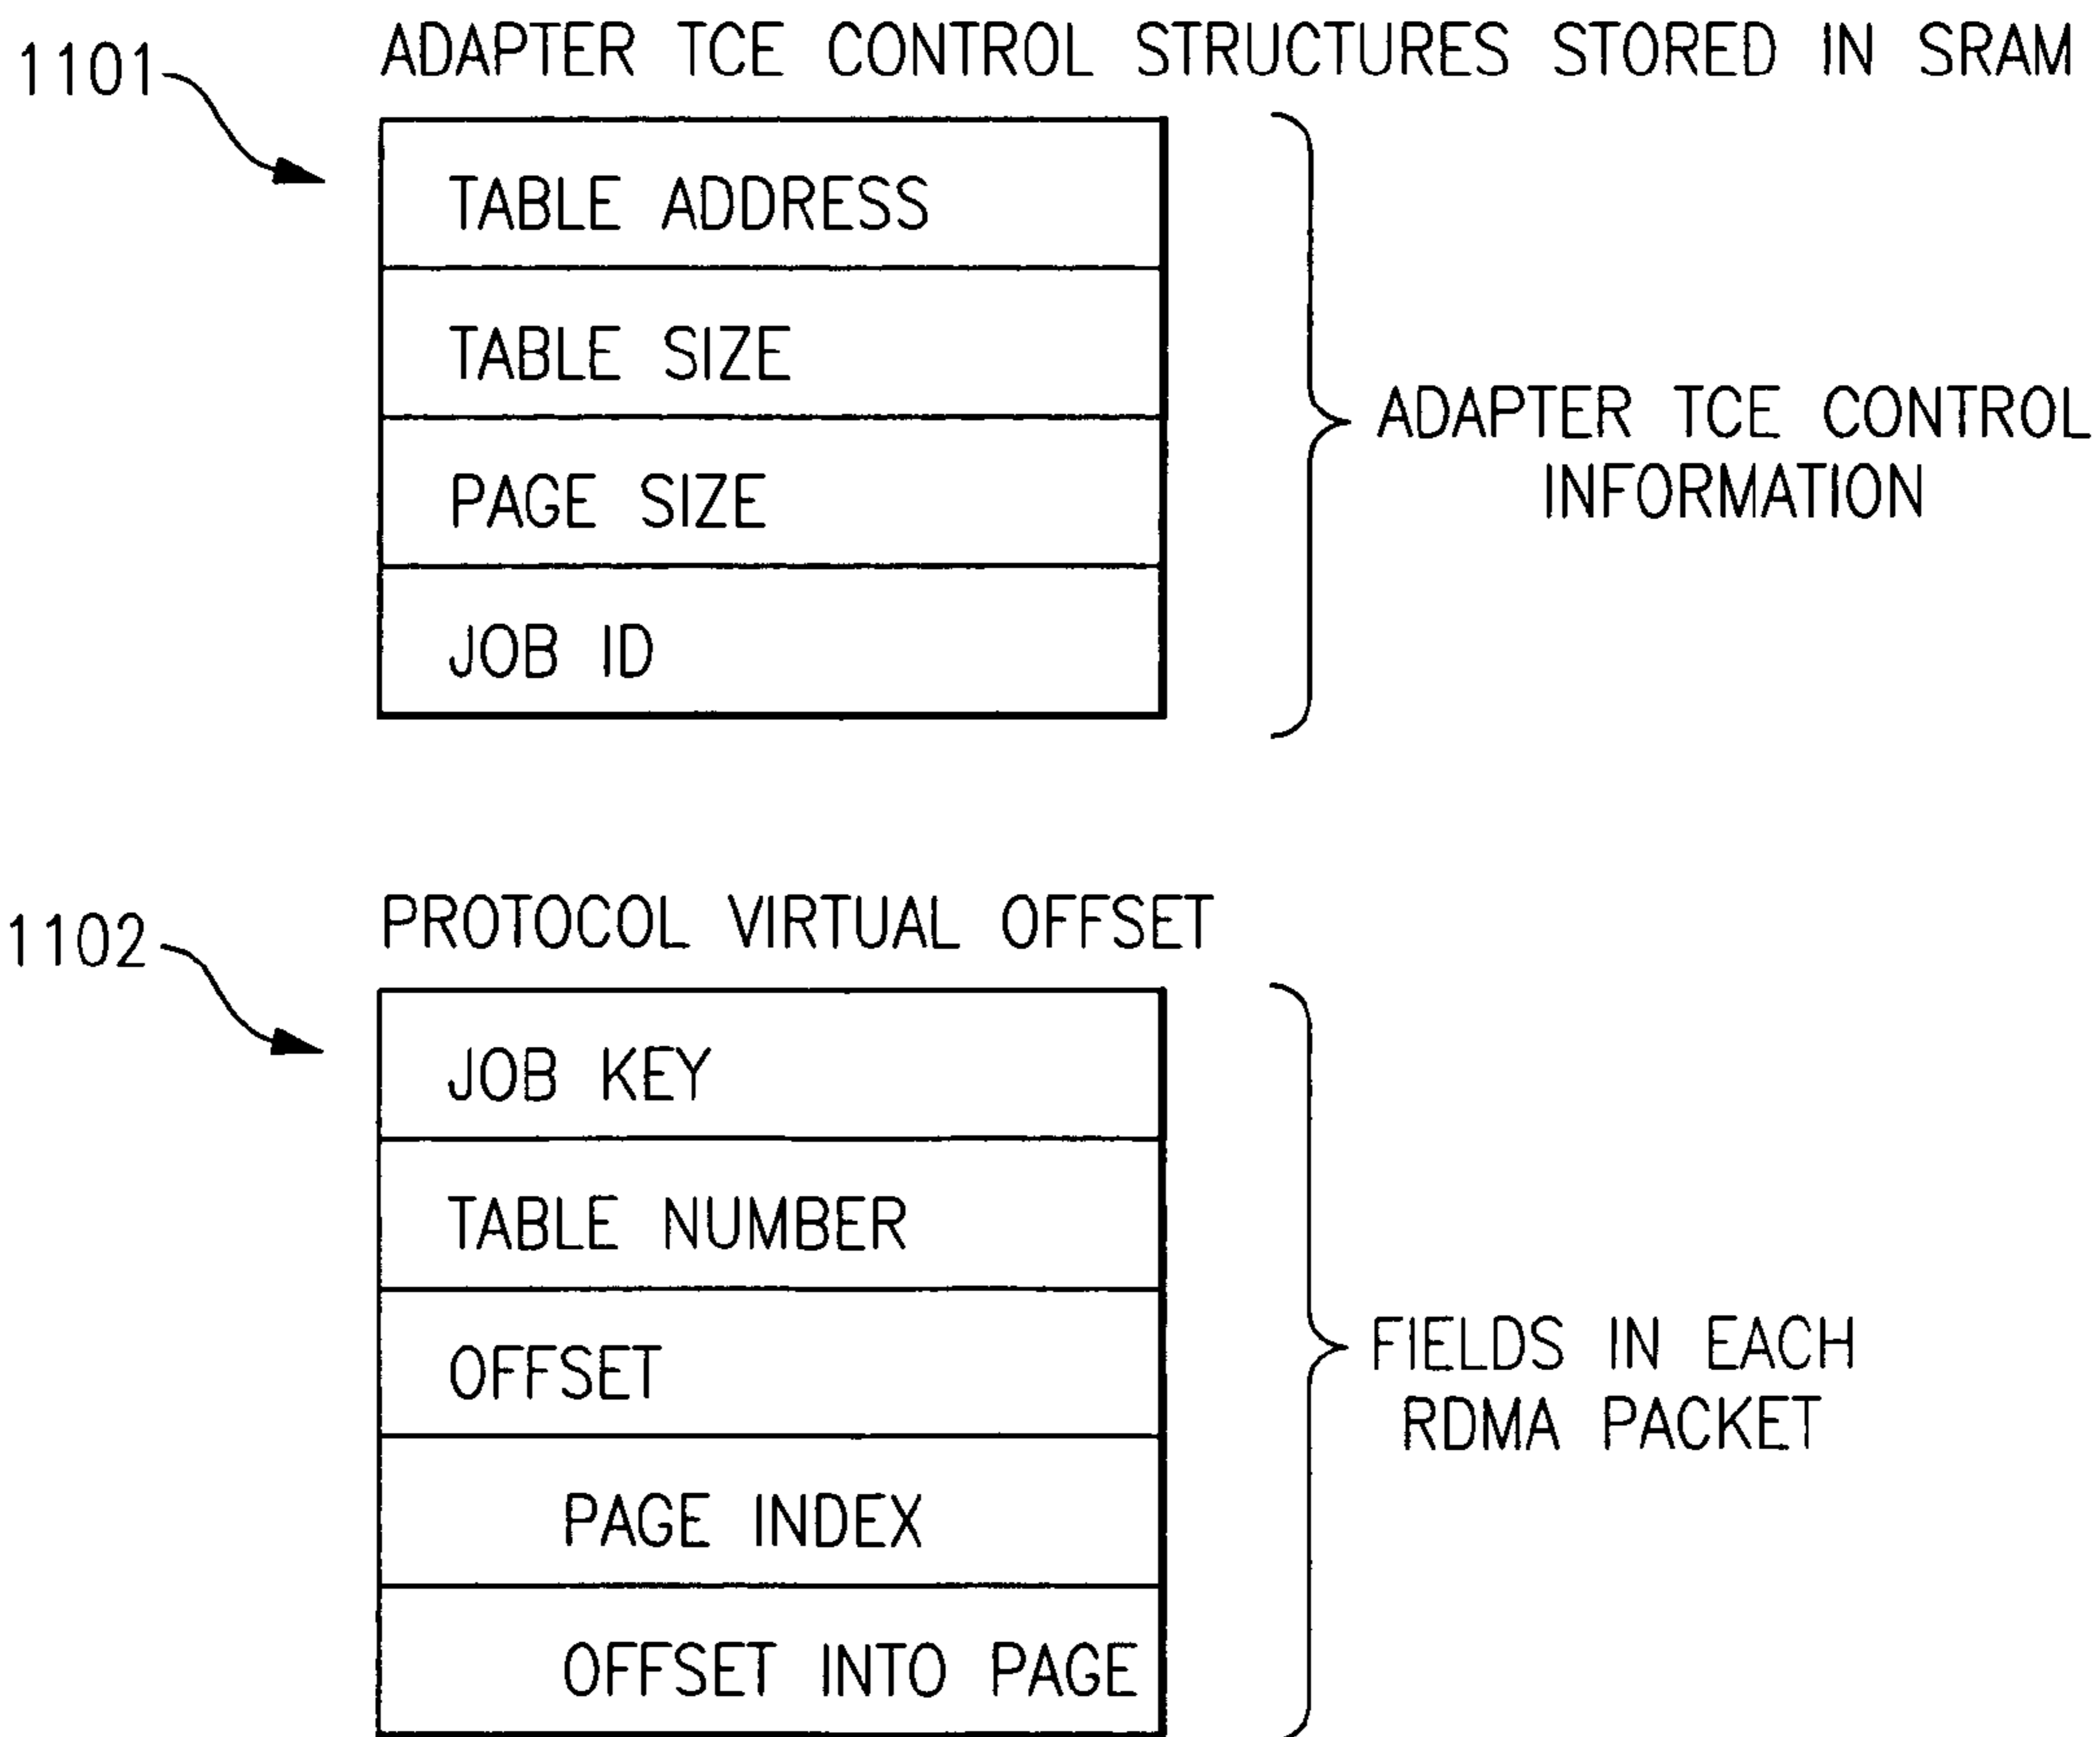 1101
ADAPTER TCE CONTROL STRUCTURES STORED IN SRAM
TABLE ADDRESS
TABLE SIZE
PAGE SIZE
JOB ID
ADAPTER TCE CONTROL
INFORMATION
1102
PROTOCOL VIRTUAL OFFSET
JOB KEY
TABLE NUMBER
OFFSET
PAGE INDEX
OFFSET INTO PAGE
FIELDS IN EACH
RDMA PACKET